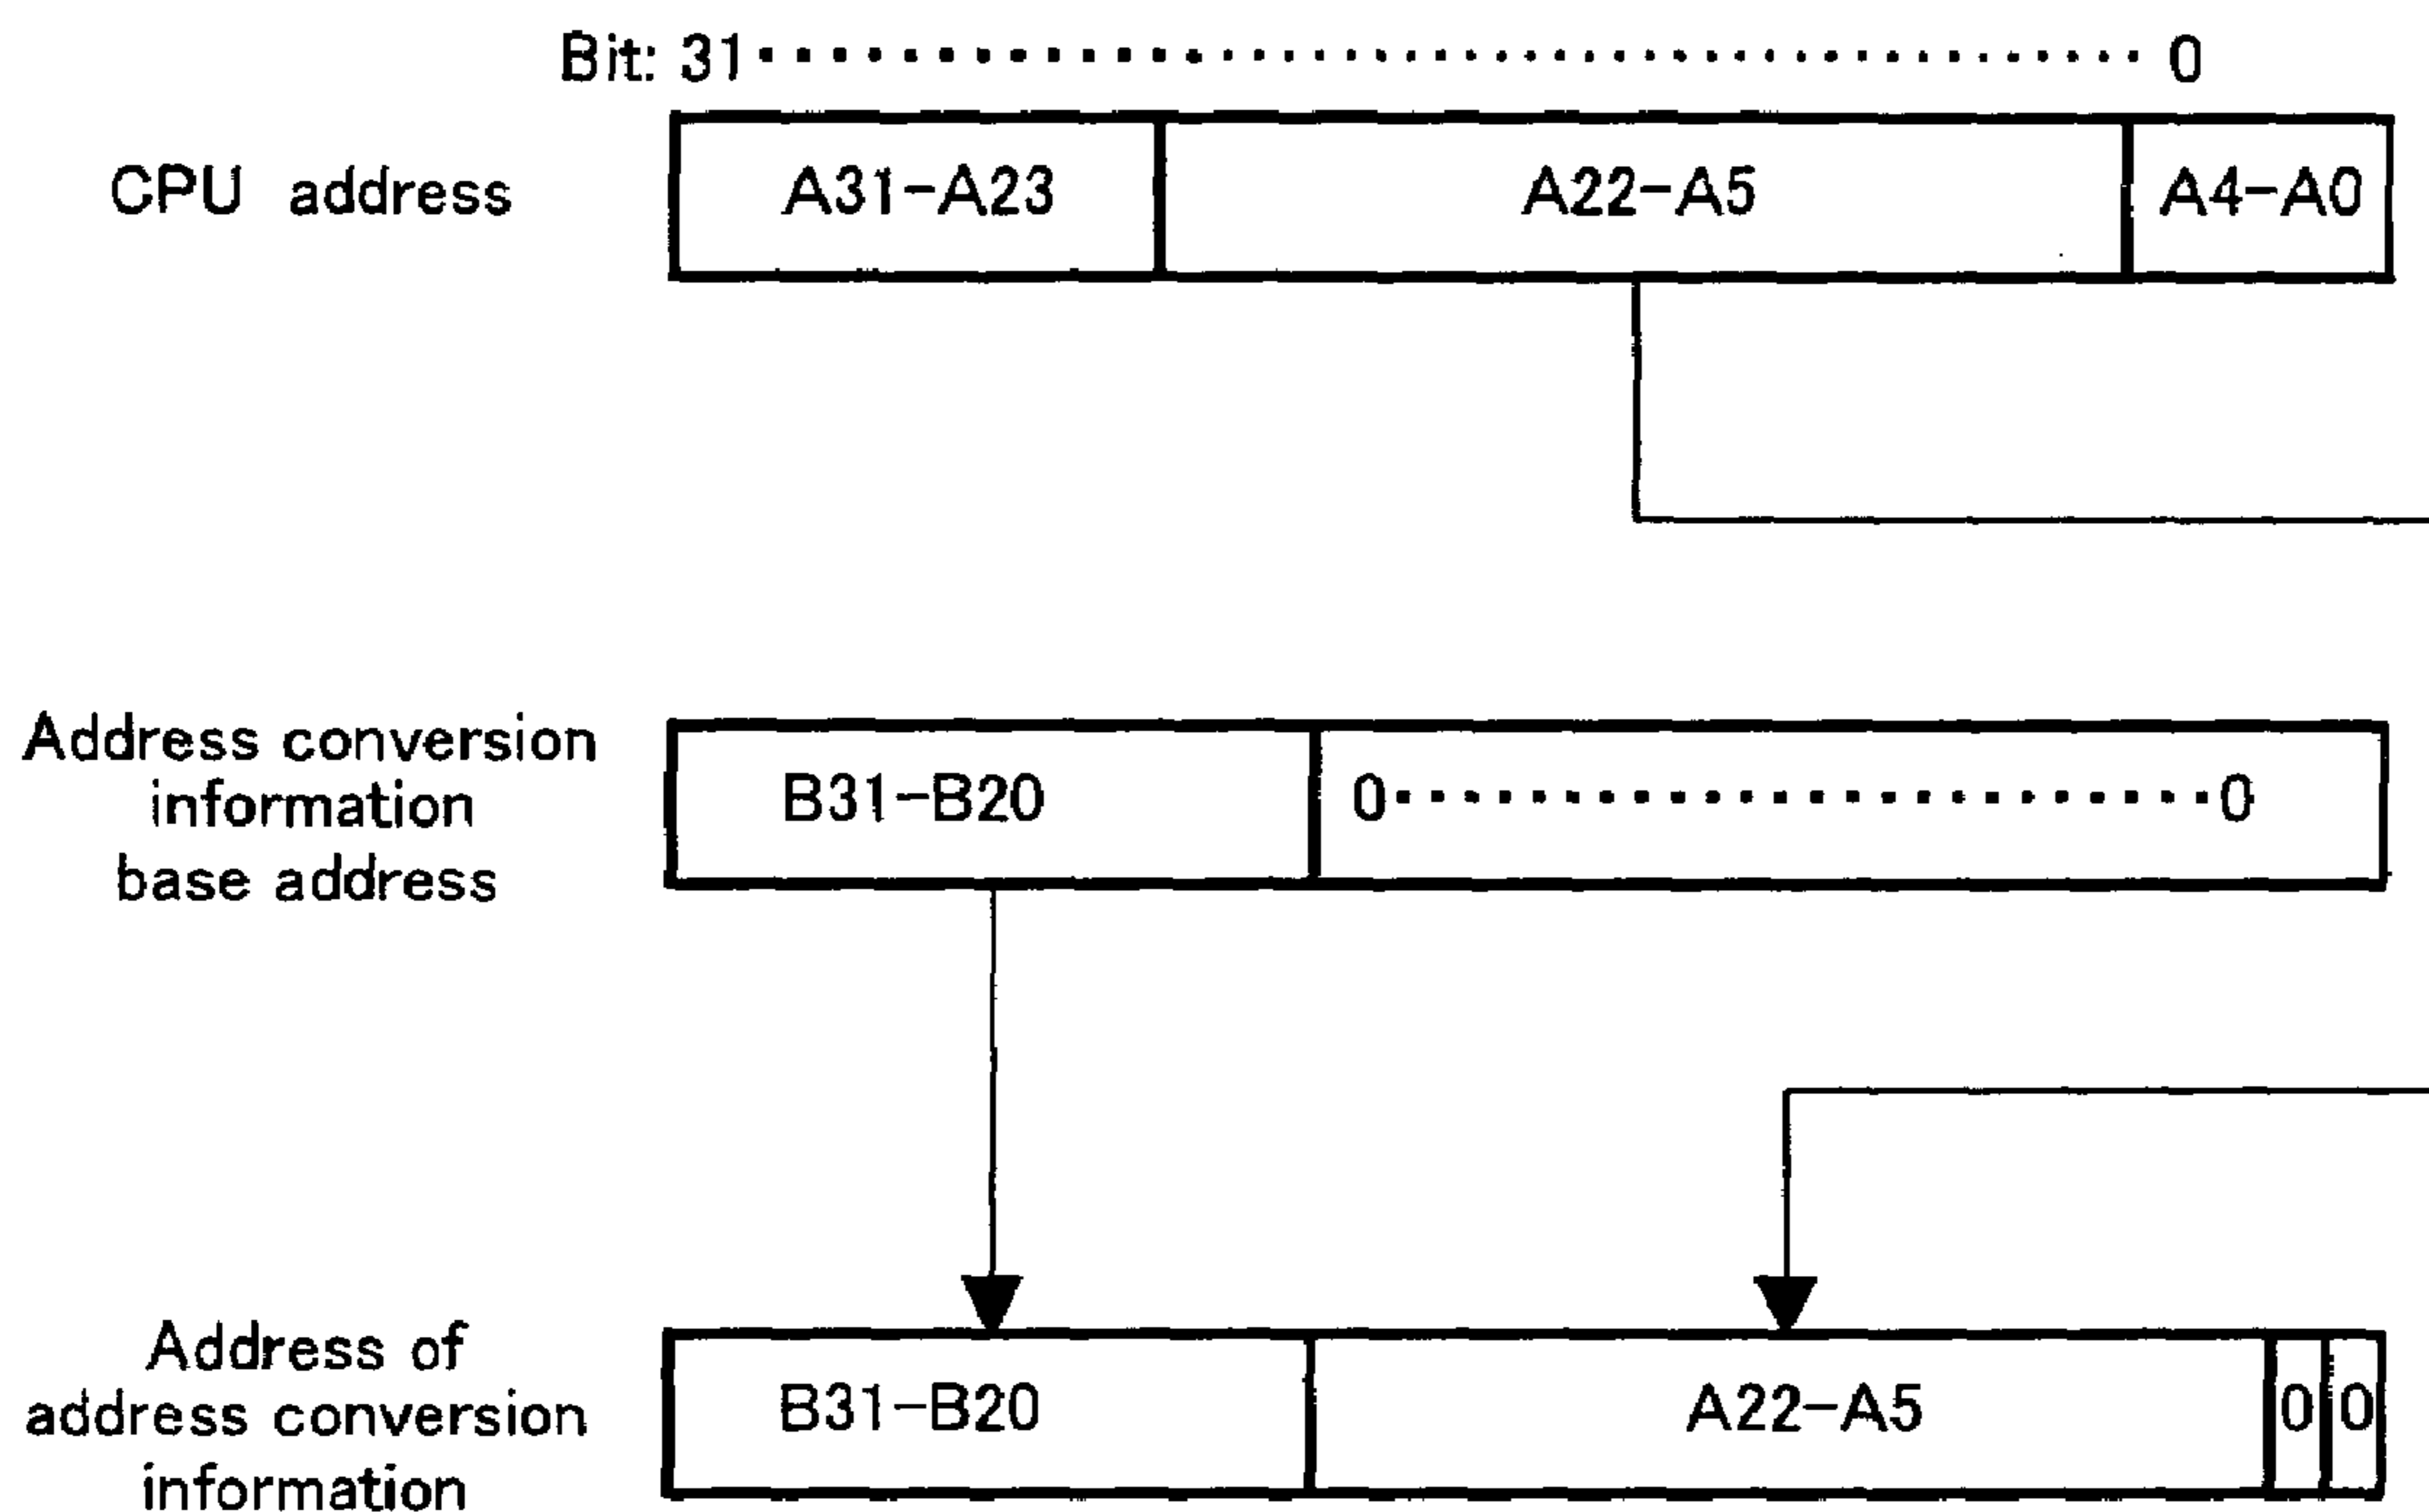 Bit: 31 · · · · · · · · · · · · · · · · · · · · · · · · · · · · · · · · · · · · · · · · 0
CPU address
A31-A23 A22-A5 A4-A0
Address conversion
information
base address
B31-B20 0 · · · · · · · · · · · · · · · · · · · · · · · · 0
Address of
address conversion
information
B31-B20 A22-A5 0 0